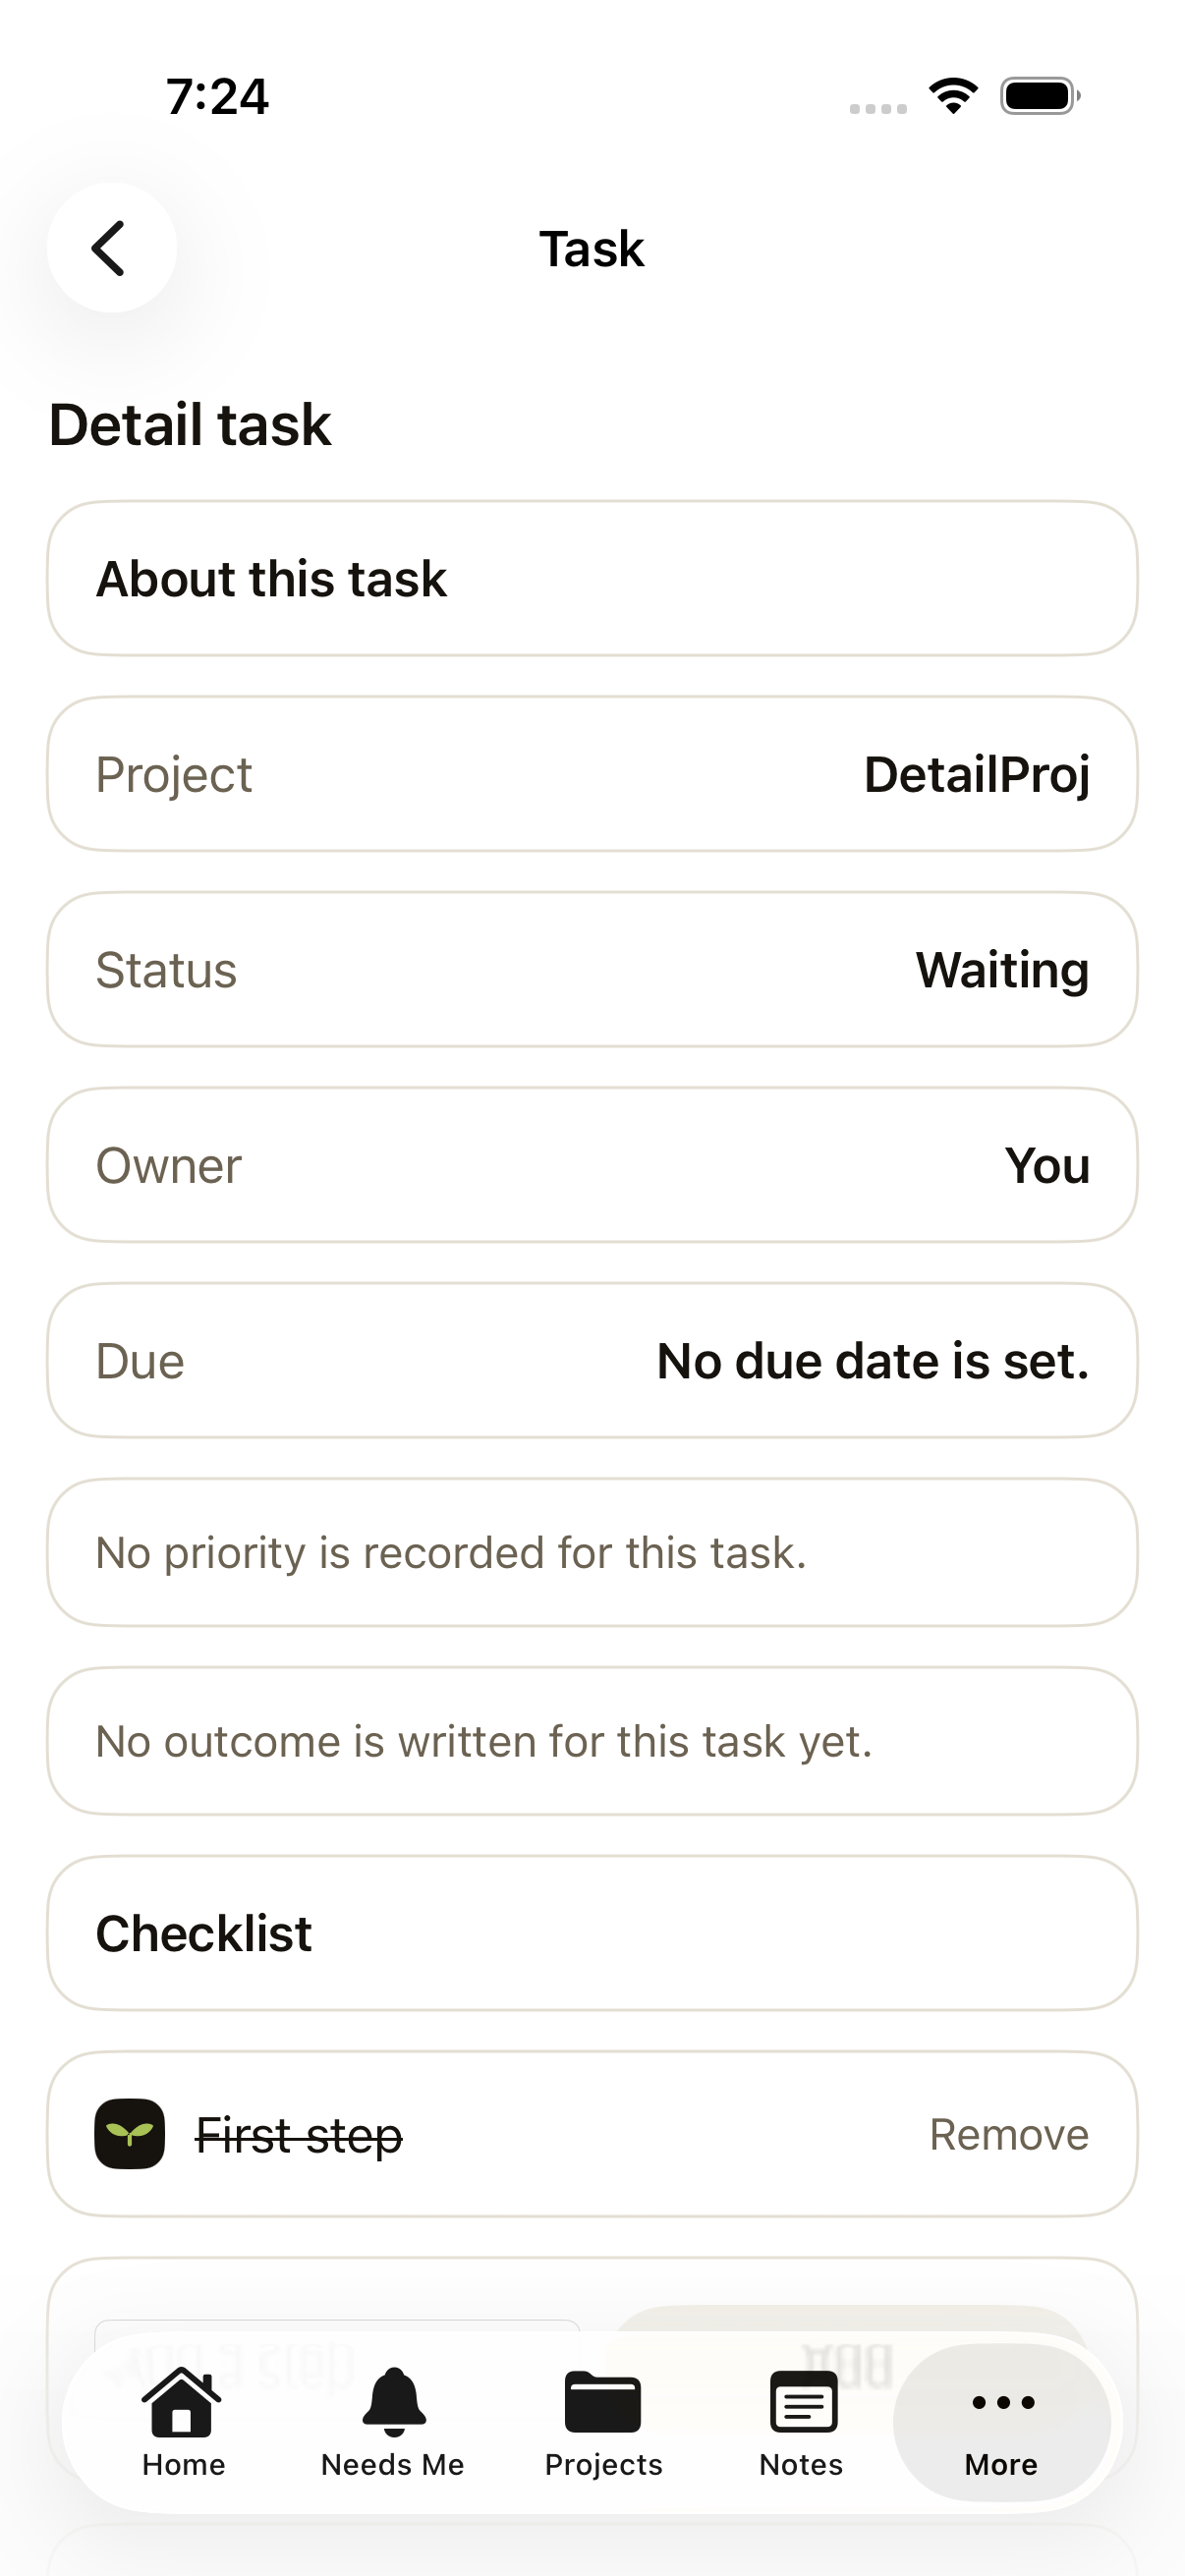 7:24
Task
Detail task
About this task
Project DetailProj
Status Waiting
Owner You
Due No due date is set.
No priority is recorded for this task.
No outcome is written for this task yet.
Checklist
First step Remove
Home Needs Me Projects Notes More